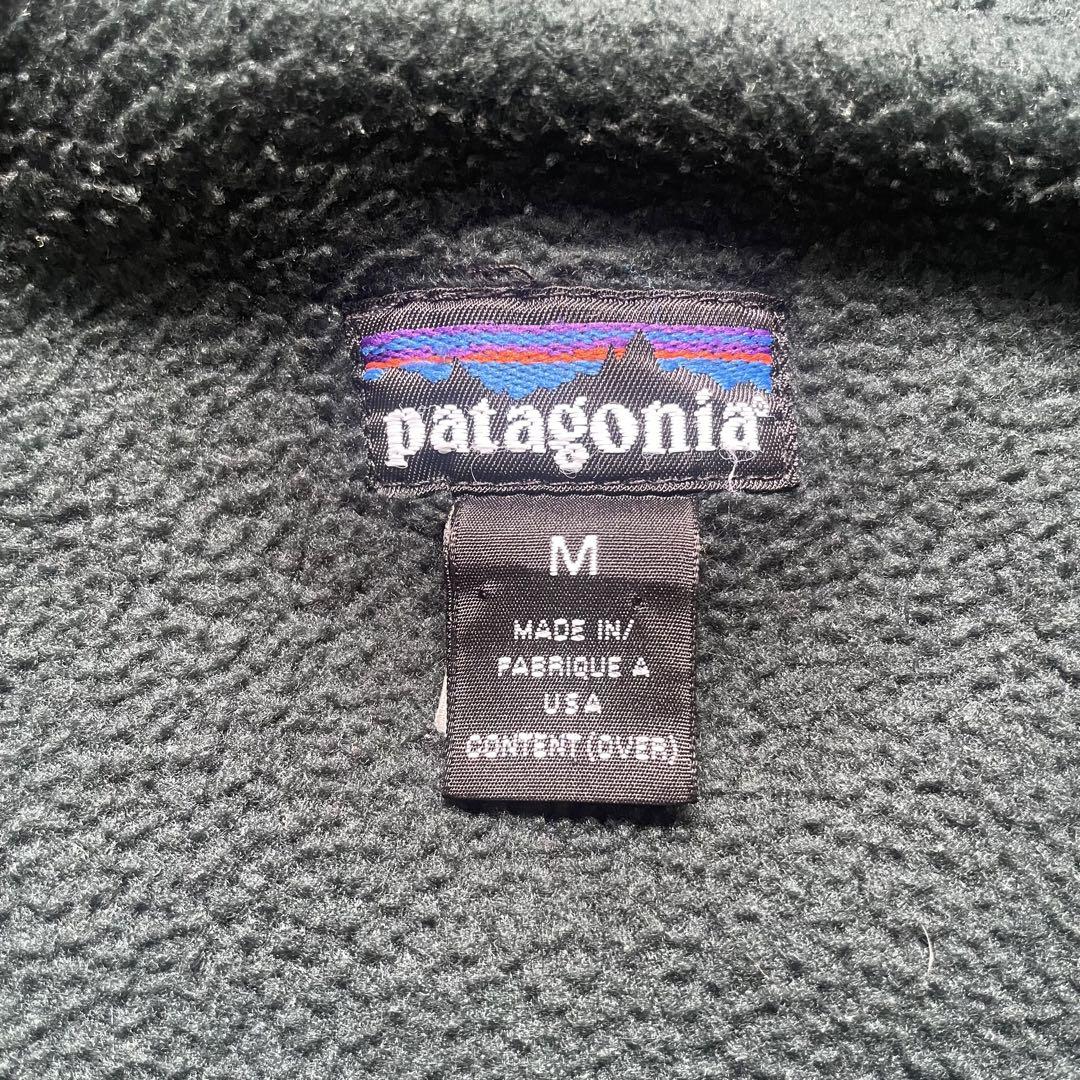 patagonia®
M
MADE IN/
FABRIQUE A
USA
CONTENT (OVER)